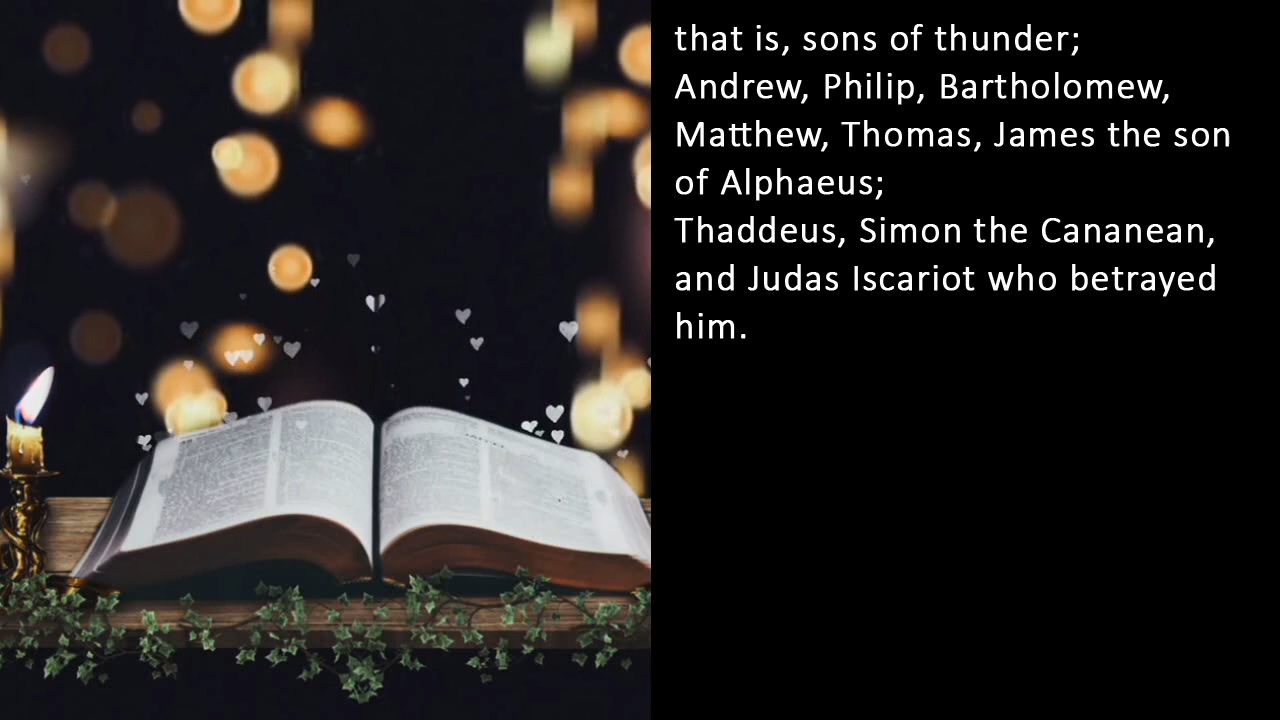 that is, sons of thunder;
Andrew, Philip, Bartholomew,
Matthew, Thomas, James the son
of Alphaeus;
Thaddeus, Simon the Cananean,
and Judas Iscariot who betrayed
him.